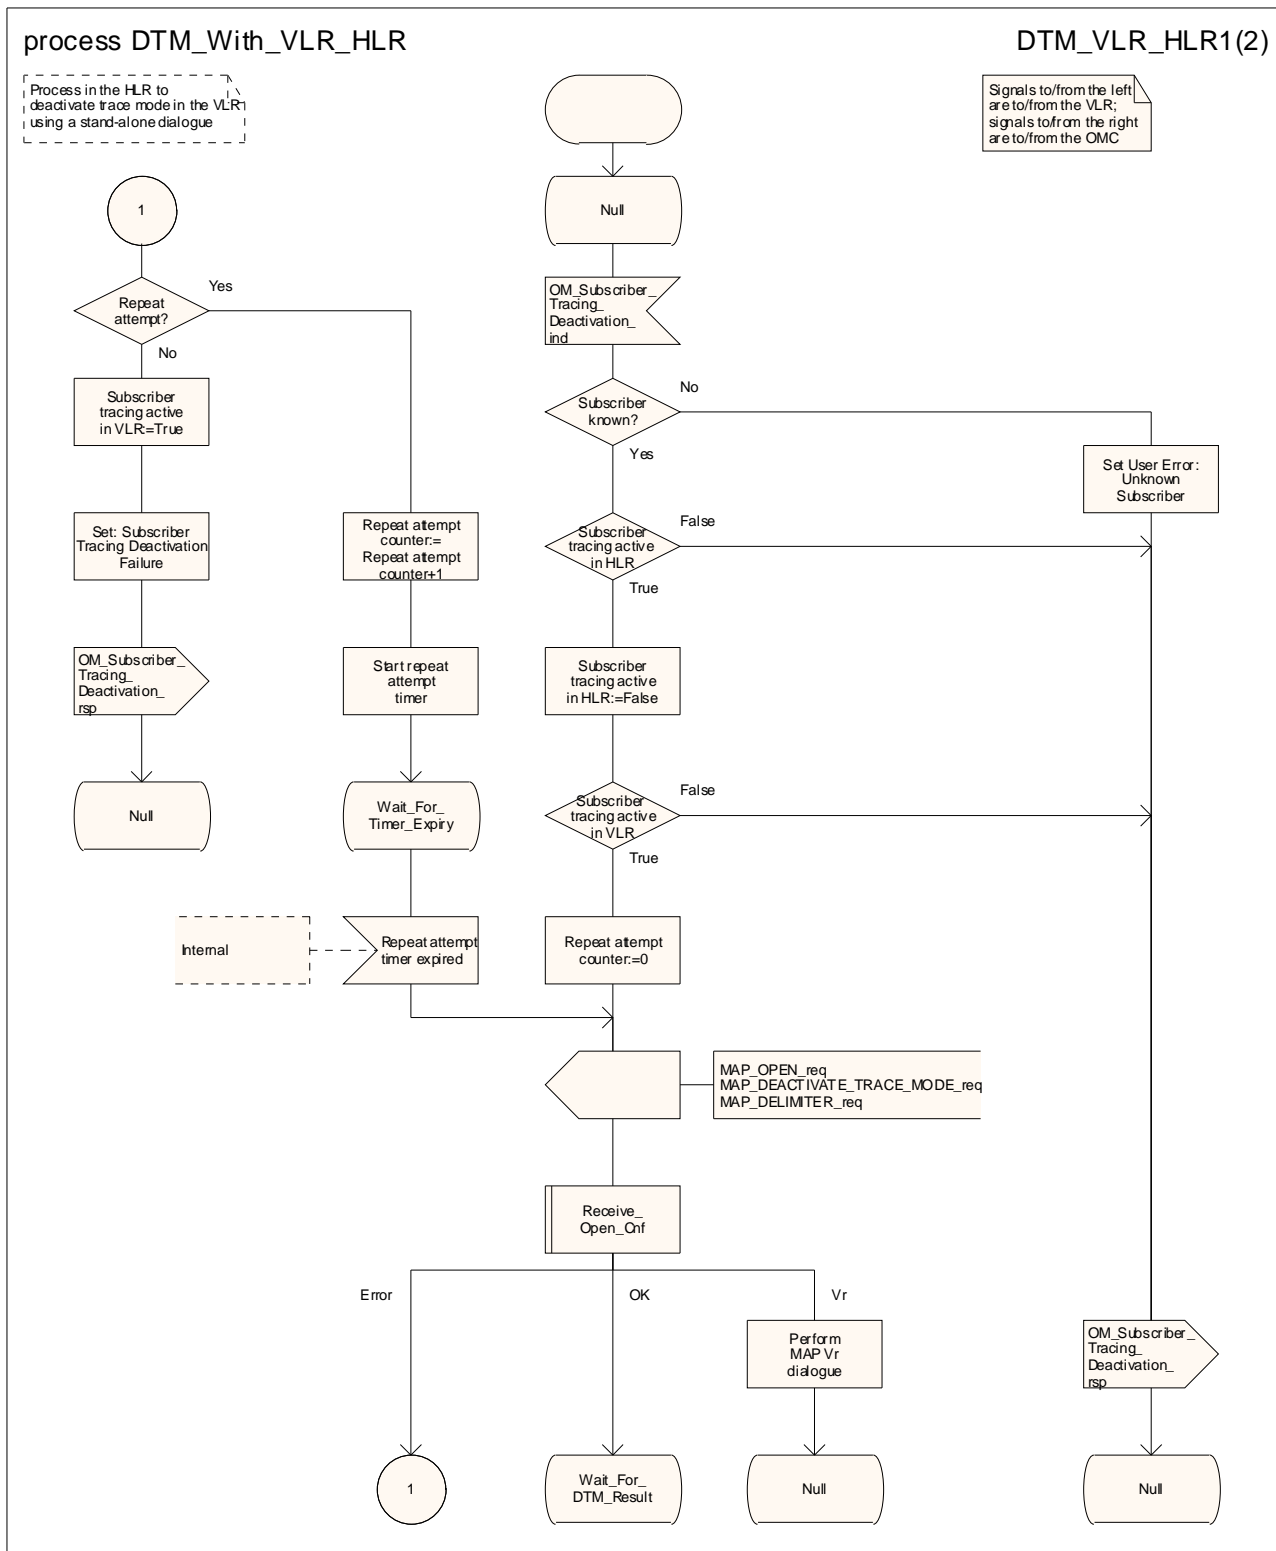 process DTM_With_VLR_HLR
DTM_VLR_HLR1(2)
Process in the HLR to
deactivate trace mode in the VLR
using a stand-alone dialogue
Signals to/from the left
are to/from the VLR;
signals to/from the right
are to/from the OMC
1
Null
Repeat
attempt?
Yes
No
OM_Subscriber_
Tracing_
Deactivation_
ind
Subscriber
tracing active
in VLR:=True
Subscriber
known?
No
Yes
Set User Error:
Unknown
Subscriber
Set: Subscriber
Tracing Deactivation
Failure
Repeat attempt
counter:=
Repeat attempt
counter+1
Subscriber
tracing active
in HLR
False
True
OM_Subscriber_
Tracing_
Deactivation_
rsp
Start repeat
attempt
timer
Subscriber
tracing active
in HLR:=False
Null
Wait_For_
Timer_Expiry
Subscriber
tracing active
in VLR
False
True
Internal
Repeat attempt
timer expired
Repeat attempt
counter:=0
MAP_OPEN_req
MAP_DEACTIVATE_TRACE_MODE_req
MAP_DELIMITER_req
Receive_
Open_Cnf
Error
OK
Vr
Perform
MAP Vr
dialogue
OM_Subscriber_
Tracing_
Deactivation_
rsp
1
Wait_For_
DTM_Result
Null
Null